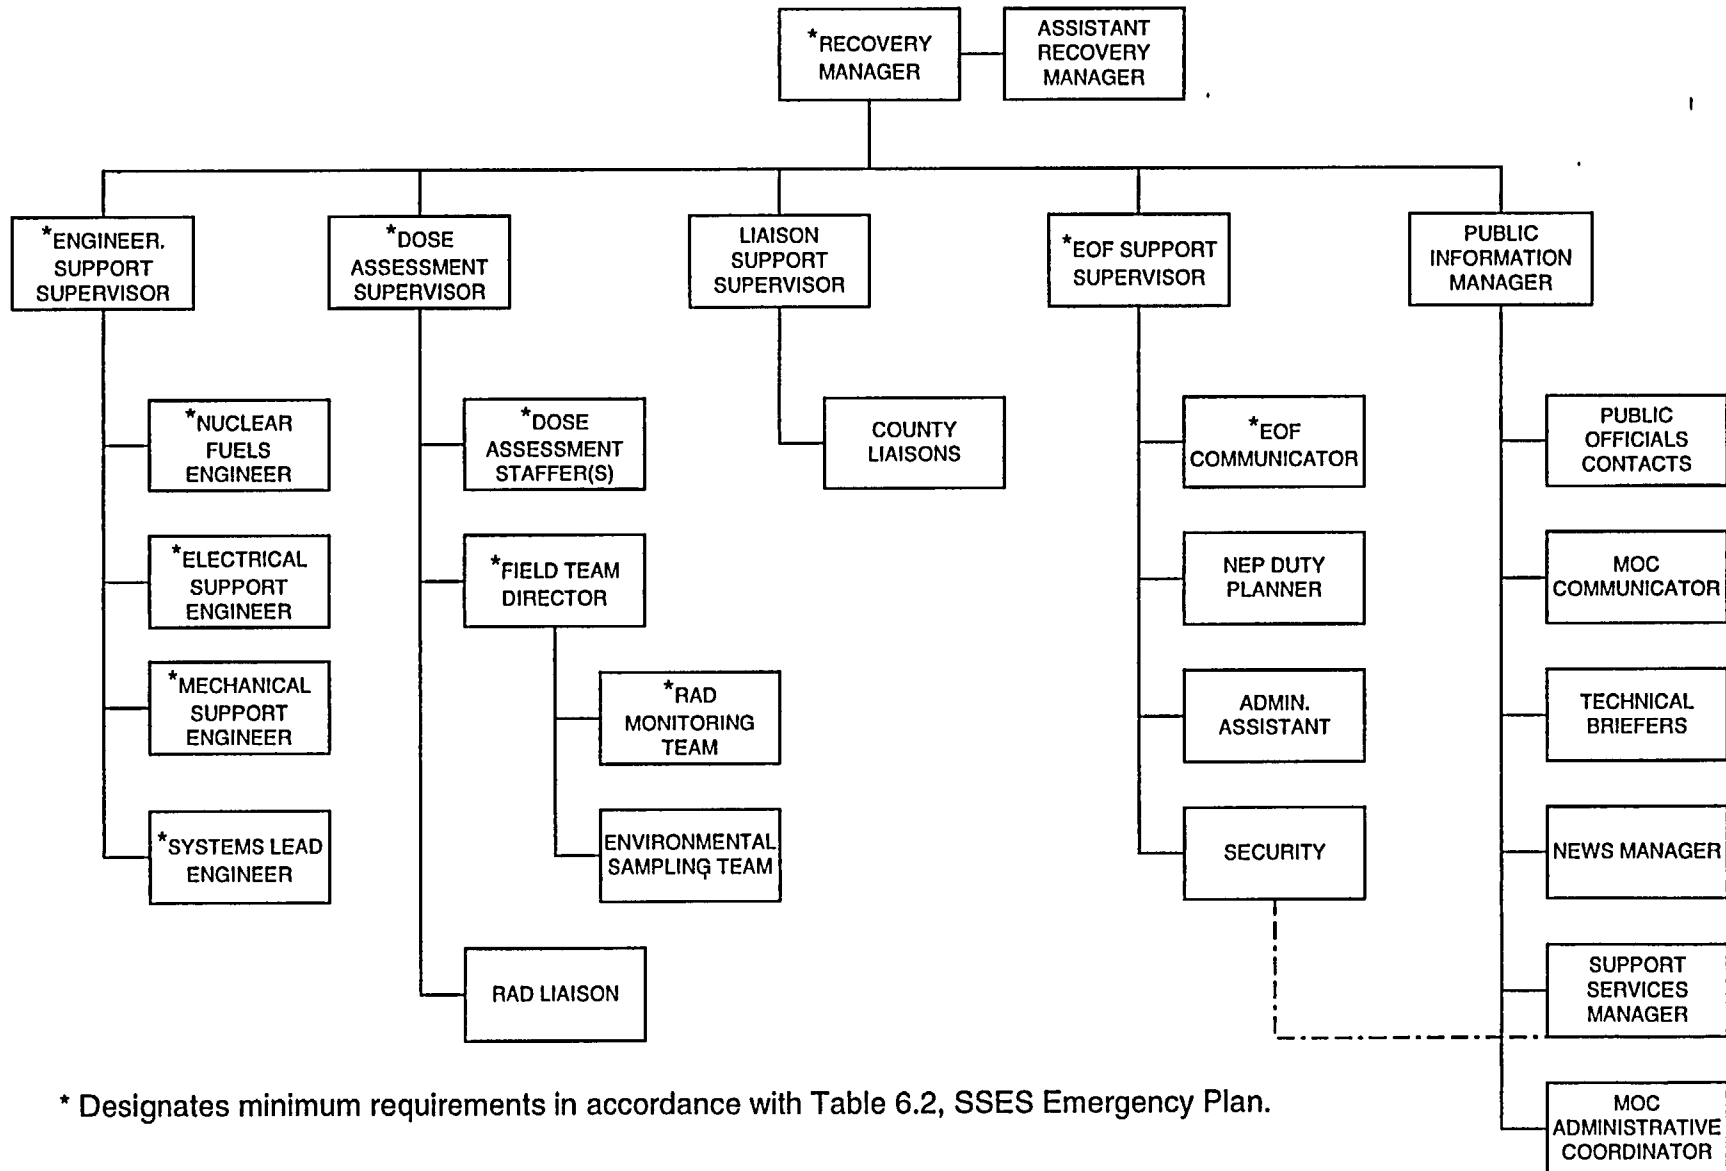 *RECOVERY
MANAGER
ASSISTANT
RECOVERY
MANAGER
*ENGINEER.
SUPPORT
SUPERVISOR
*DOSE
ASSESSMENT
SUPERVISOR
LIAISON
SUPPORT
SUPERVISOR
*EOF SUPPORT
SUPERVISOR
PUBLIC
INFORMATION
MANAGER
*NUCLEAR
FUELS
ENGINEER
*ELECTRICAL
SUPPORT
ENGINEER
*MECHANICAL
SUPPORT
ENGINEER
*SYSTEMS LEAD
ENGINEER
*DOSE
ASSESSMENT
STAFFER(S)
*FIELD TEAM
DIRECTOR
*RAD
MONITORING
TEAM
ENVIRONMENTAL
SAMPLING TEAM
RAD LIAISON
COUNTY
LIAISONS
*EOF
COMMUNICATOR
NEP DUTY
PLANNER
ADMIN.
ASSISTANT
SECURITY
PUBLIC
OFFICIALS
CONTACTS
MOC
COMMUNICATOR
TECHNICAL
BRIEFERS
NEWS MANAGER
SUPPORT
SERVICES
MANAGER
MOC
ADMINISTRATIVE
COORDINATOR
* Designates minimum requirements in accordance with Table 6.2, SSES Emergency Plan.